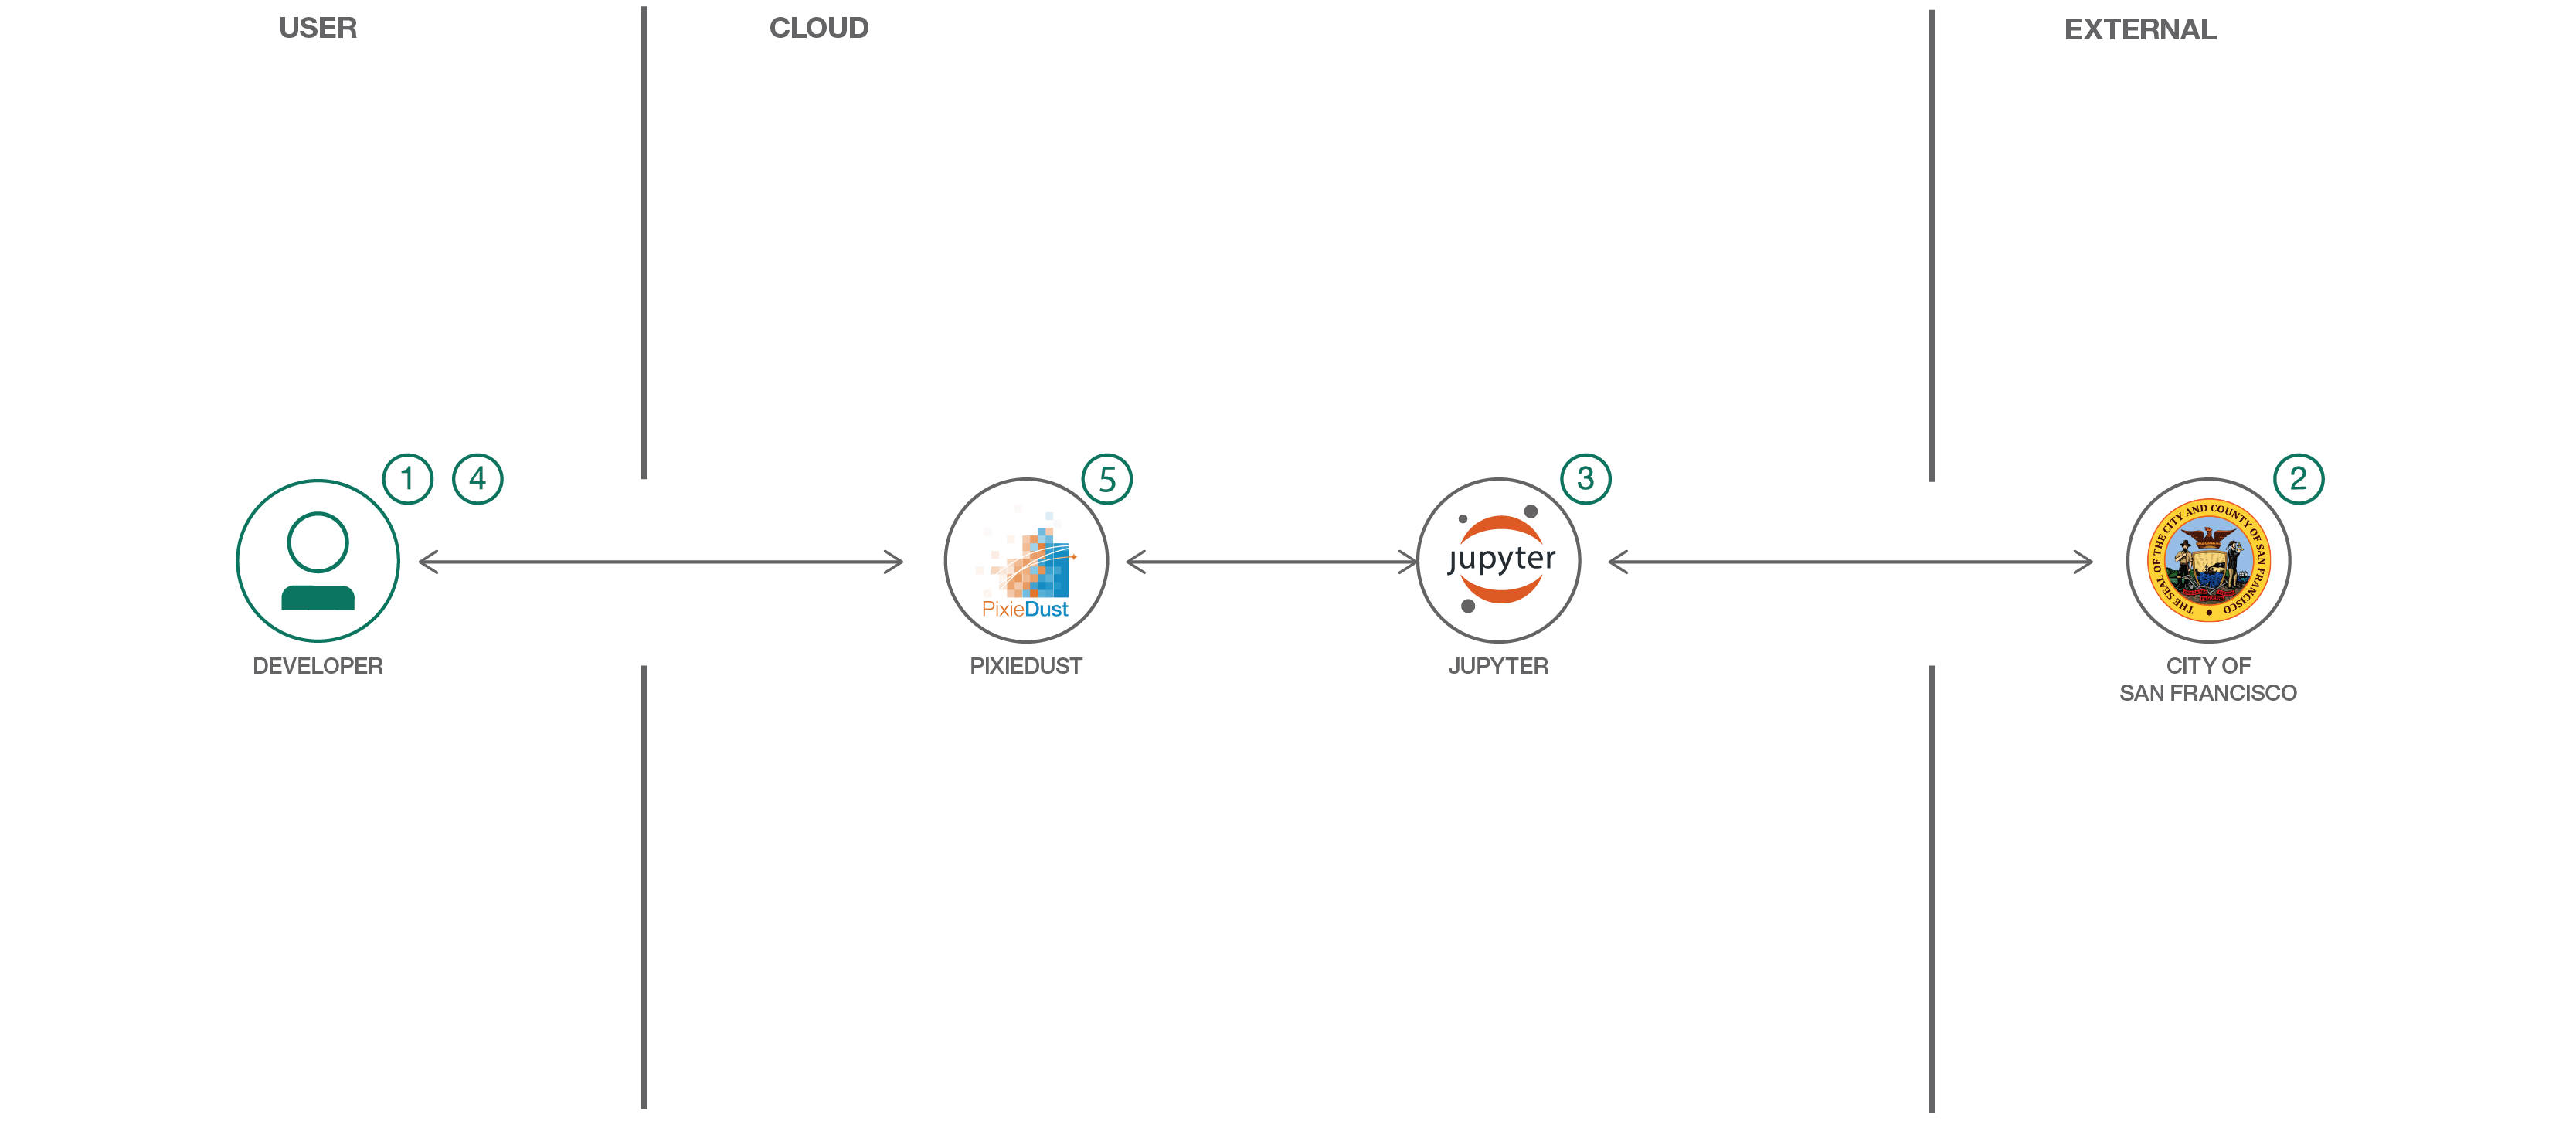 USER
CLOUD
EXTERNAL
1
4
5
3
2
PixieDust
jupyter
THE SEAL OF THE CITY AND COUNTY OF SAN FRANCISCO
DEVELOPER
PIXIEDUST
JUPYTER
CITY OF
SAN FRANCISCO